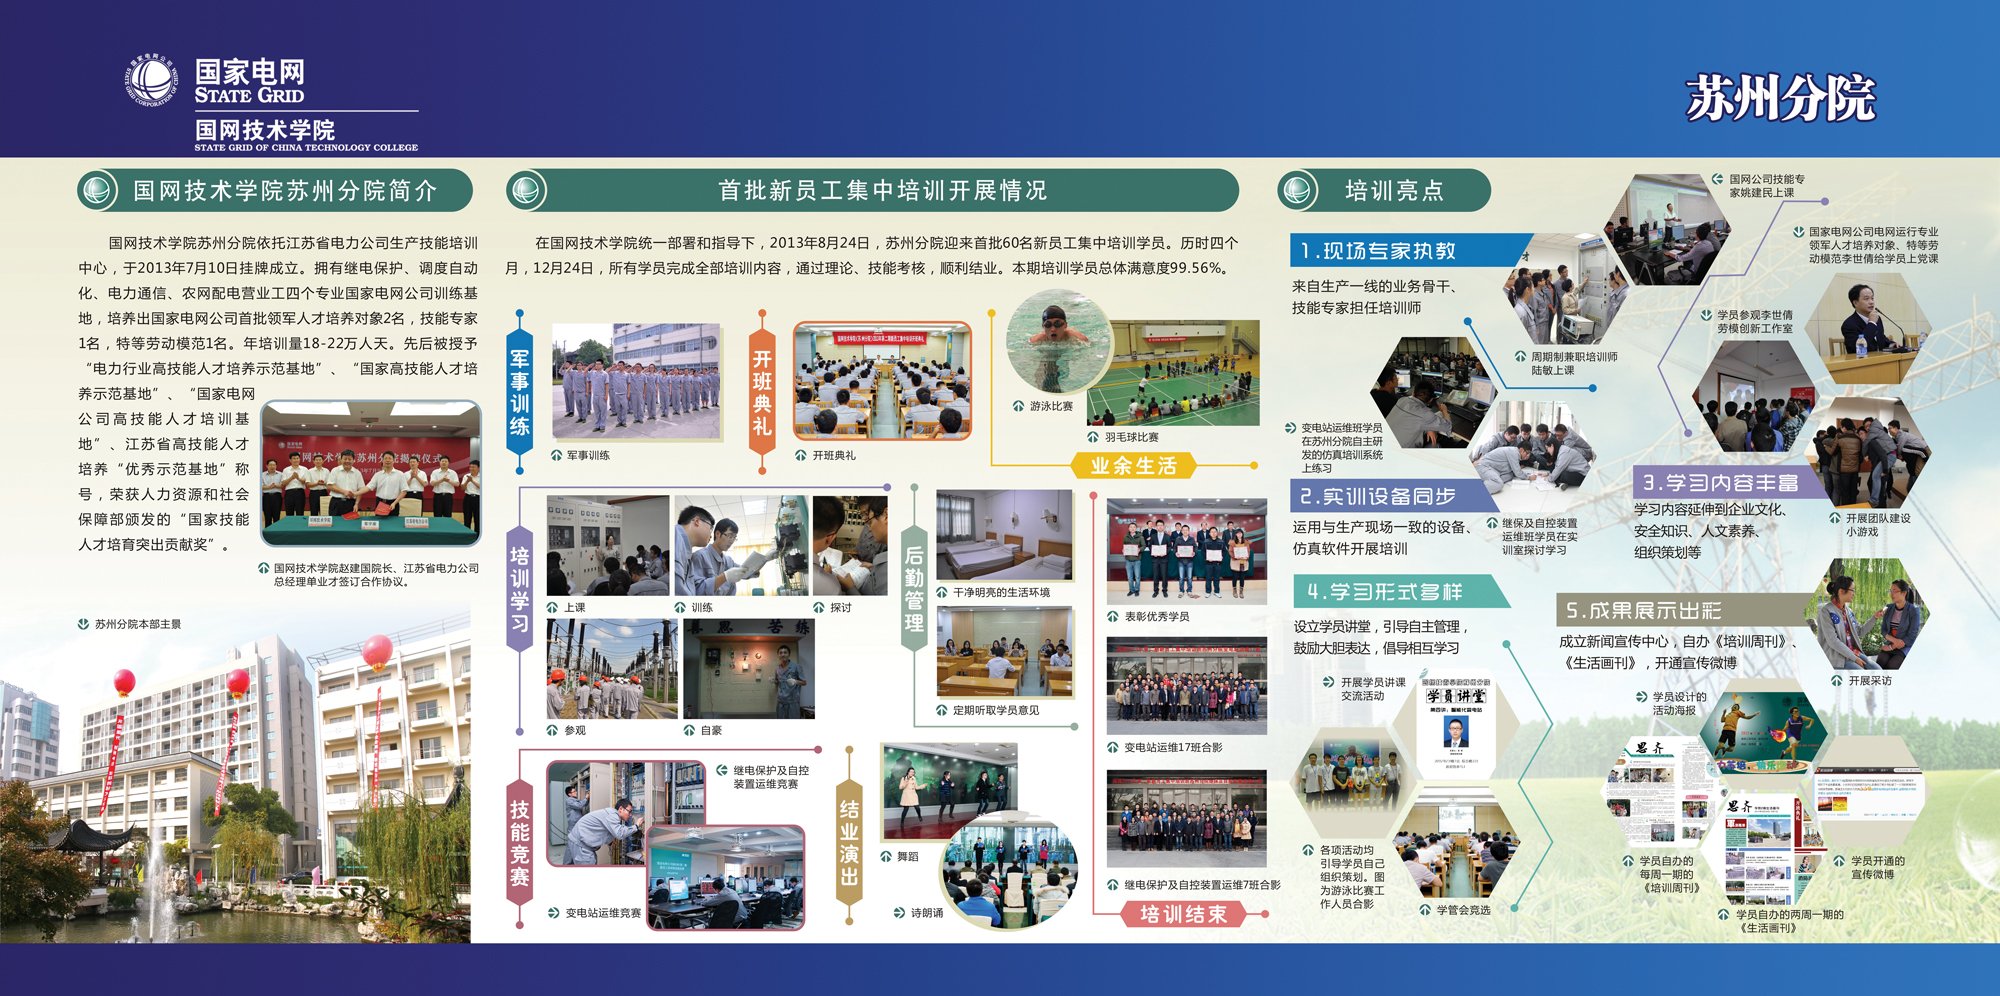 国家电网
STATE GRID
国网技术学院
STATE GRID OF CHINA TECHNOLOGY COLLEGE
苏州分院
国网技术学院苏州分院简介
国网技术学院苏州分院依托江苏省电力公司生产技能培训
中心，于2013年7月10日挂牌成立。拥有继电保护、调度自动
化、电力通信、农网配电营业工四个专业国家电网公司训练基
地，培养出国家电网公司首批领军人才培养对象2名，技能专家
1名，特等劳动模范1名。年培训量18-22万人天。先后被授予
“电力行业高技能人才培养示范基地”、“国家高技能人才培
养示范基地”、“国家电网
公司高技能人才培训基
地”、江苏省高技能人才
培养“优秀示范基地”称
号，荣获人力资源和社会
保障部颁发的“国家技能
人才培育突出贡献奖”。
国网技术学院赵建国院长、江苏省电力公司
总经理单业才签订合作协议。
苏州分院本部主景
首批新员工集中培训开展情况
在国网技术学院统一部署和指导下，2013年8月24日，苏州分院迎来首批60名新员工集中培训学员。历时四个
月，12月24日，所有学员完成全部培训内容，通过理论、技能考核，顺利结业。本期培训学员总体满意度99.56%。
军事训练
军事训练
开班典礼
开班典礼
游泳比赛
羽毛球比赛
业余生活
培训学习
上课
训练
探讨
参观
自豪
后勤管理
干净明亮的生活环境
定期听取学员意见
表彰优秀学员
变电站运维17班合影
继电保护及自控装置运维7班合影
培训结束
技能竞赛
继电保护及自控
装置运维竞赛
变电站运维竞赛
结业演出
舞蹈
诗朗诵
培训亮点
1.现场专家执教
来自生产一线的业务骨干、
技能专家担任培训师
国网公司技能专
家姚建民上课
周期制兼职培训师
陆敏上课
国家电网公司电网运行专业
领军人才培养对象、特等劳
动模范李世倩给学员上党课
学员参观李世倩
劳模创新工作室
变电站运维班学员
在苏州分院自主研
发的仿真培训系统
上练习
2.实训设备同步
运用与生产现场一致的设备、
仿真软件开展培训
继保及自控装置
运维班学员在实
训室探讨学习
3.学习内容丰富
学习内容延伸到企业文化、
安全知识、人文素养、
组织策划等
开展团队建设
小游戏
4.学习形式多样
设立学员讲堂，引导自主管理，
鼓励大胆表达，倡导相互学习
开展学员讲课
交流活动
学员讲堂
各项活动均
引导学员自己
组织策划。图
为游泳比赛工
作人员合影
学管会竞选
5.成果展示出彩
成立新闻宣传中心，自办《培训周刊》、
《生活画刊》，开通宣传微博
开展采访
学员设计的
活动海报
思齐
思齐
学员自办的
每周一期的
《培训周刊》
学员开通的
宣传微博
学员自办的两周一期的
《生活画刊》